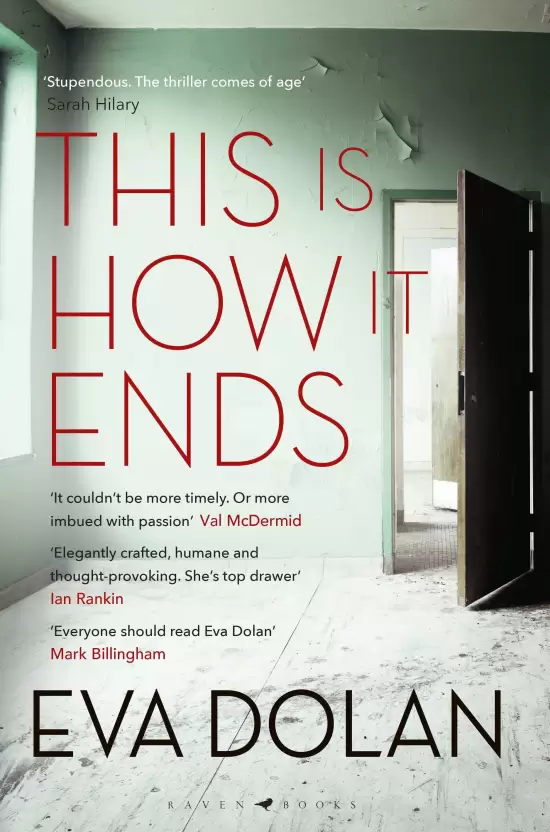 ‘Stupendous. The thriller comes of age’
Sarah Hilary
THIS IS
HOW IT
ENDS
‘It couldn’t be more timely. Or more
imbued with passion’ Val McDermid
‘Elegantly crafted, humane and
thought-provoking. She’s top drawer’
Ian Rankin
‘Everyone should read Eva Dolan’
Mark Billingham
EVA DOLAN
RAVEN BOOKS